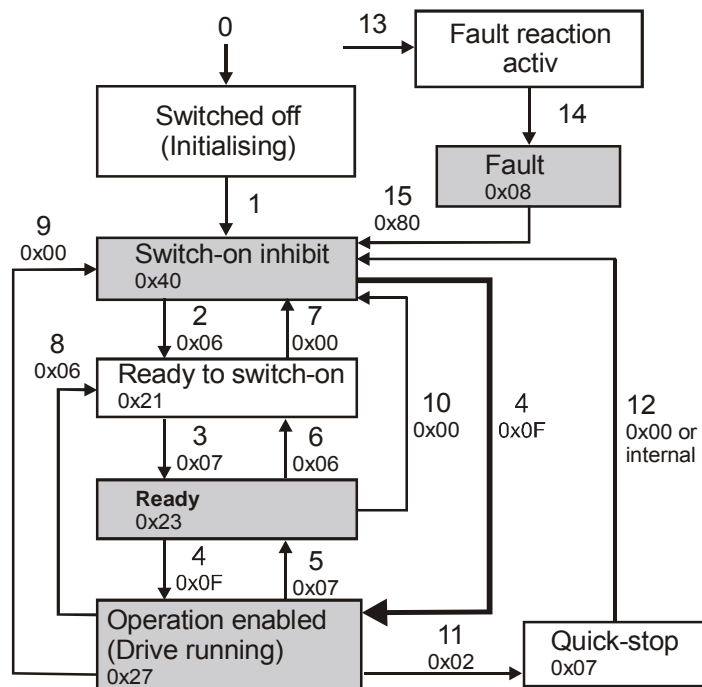 0
13
Fault reaction
activ
Switched off
(Initialising)
14
Fault
0x08
1
15
0x80
9
0x00
Switch-on inhibit
0x40
2
0x06
7
0x00
8
0x06
Ready to switch-on
0x21
10
0x00
4
0x0F
12
0x00 or
internal
3
0x07
6
0x06
Ready
0x23
4
0x0F
5
0x07
Operation enabled
(Drive running)
0x27
11
0x02
Quick-stop
0x07